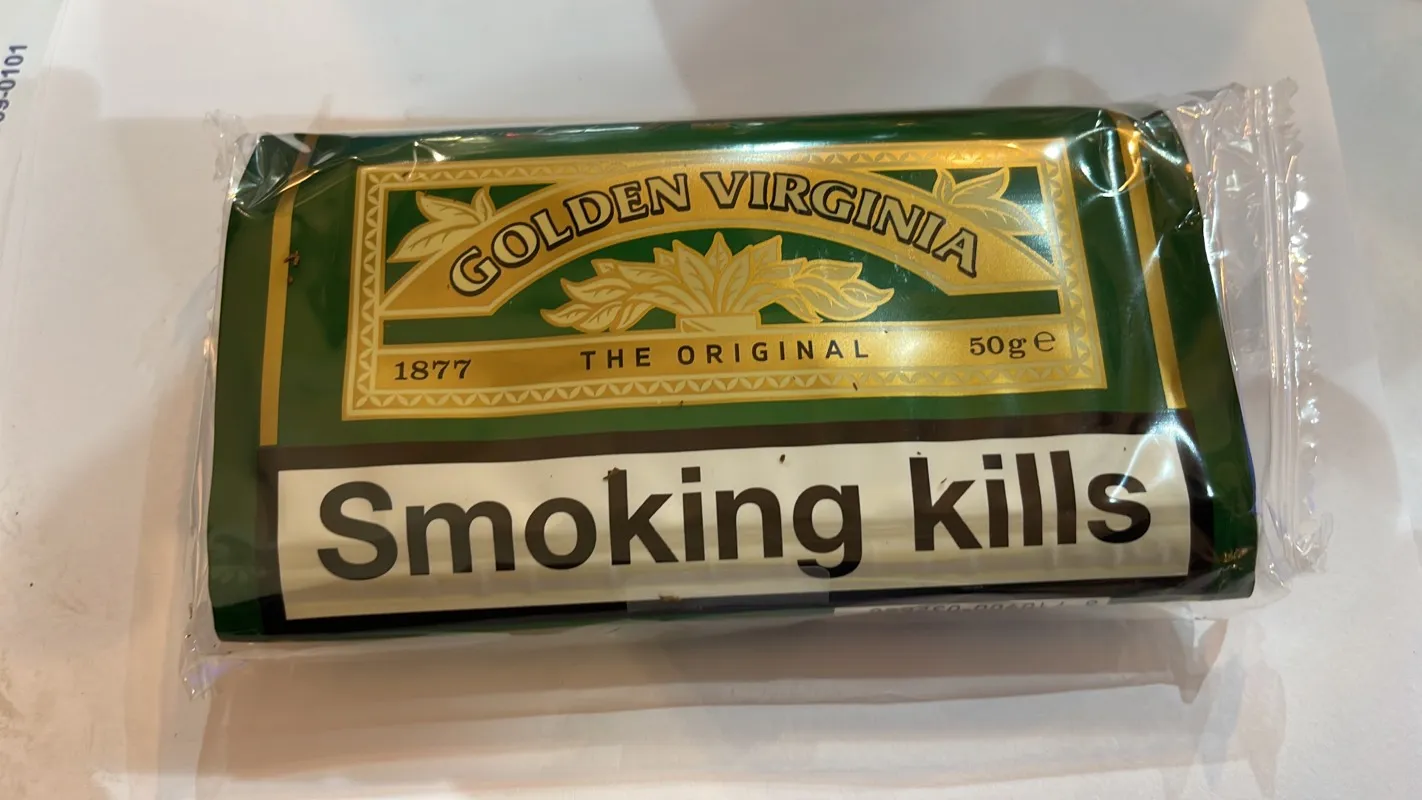 GOLDEN VIRGINIA
1877 THE ORIGINAL 50g e
Smoking kills